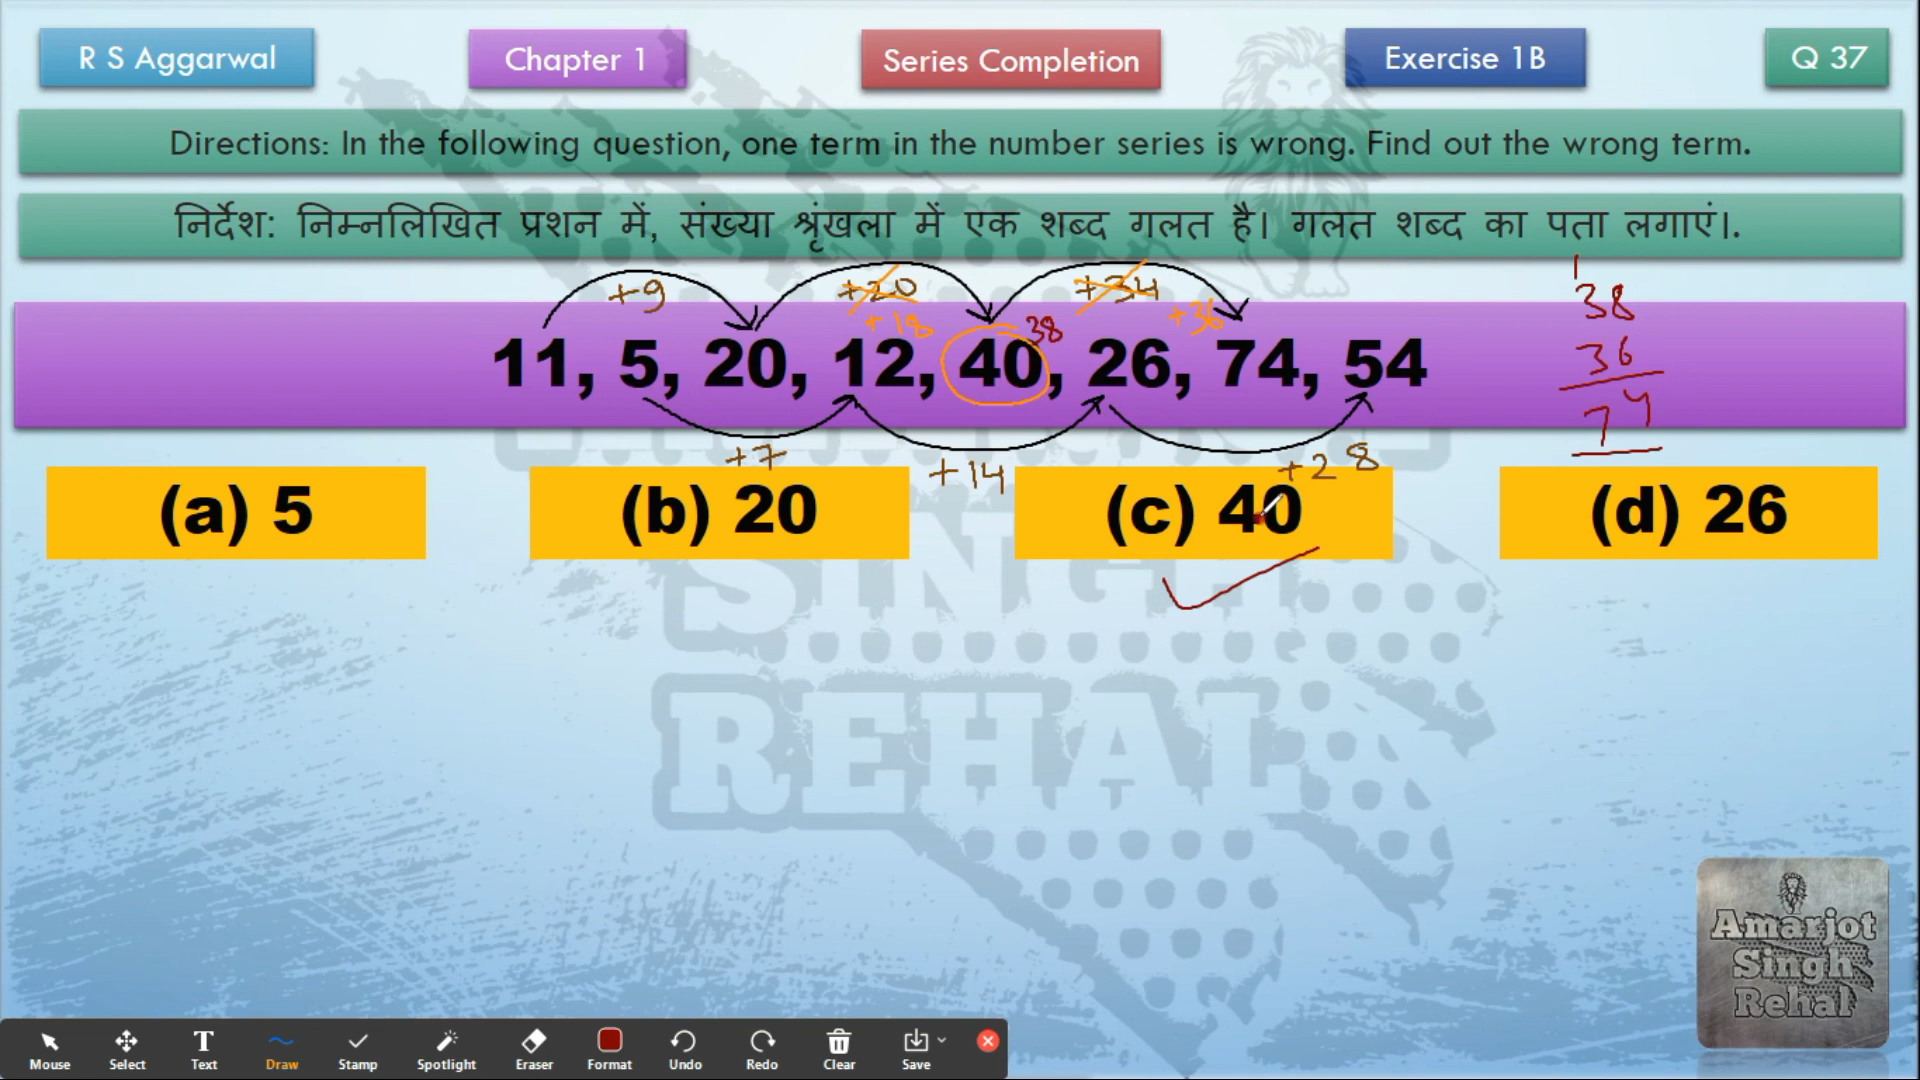 R S Aggarwal Chapter 1 Series Completion Exercise 1B Q 37
Directions: In the following question, one term in the number series is wrong. Find out the wrong term.
निर्देश: निम्नलिखित प्रशन में, संख्या श्रृंखला में एक शब्द गलत है। गलत शब्द का पता लगाएं।.
+9 +20 +34
+18 +36
38
11, 5, 20, 12, 40, 26, 74, 54
1
38
36
74
+7 +14 +28
(a) 5 (b) 20 (c) 40 (d) 26
SINGH
REHAL
Amarjot
Singh
Rehal
Mouse Select Text Draw Stamp Spotlight Eraser Format Undo Redo Clear Save